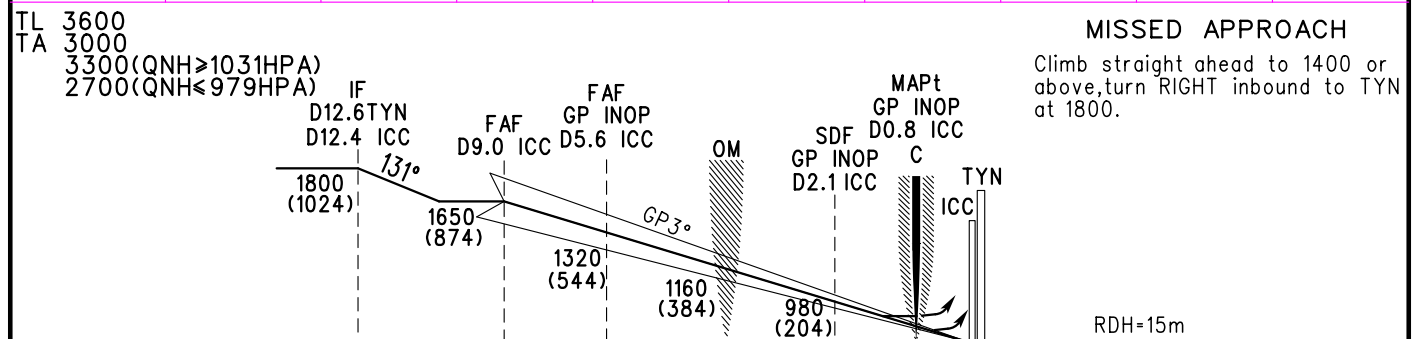 TL 3600
TA 3000
3300(QNH≥1031HPA)
2700(QNH≤979HPA)
MISSED APPROACH
Climb straight ahead to 1400 or
above,turn RIGHT inbound to TYN
at 1800.
IF
D12.6TYN
D12.4 ICC
FAF
D9.0 ICC
FAF
GP INOP
D5.6 ICC
OM
SDF
GP INOP
D2.1 ICC
MAPt
GP INOP
D0.8 ICC
C
TYN
ICC
131°
GP3°
1800
(1024)
1650
(874)
1320
(544)
1160
(384)
980
(204)
RDH=15m